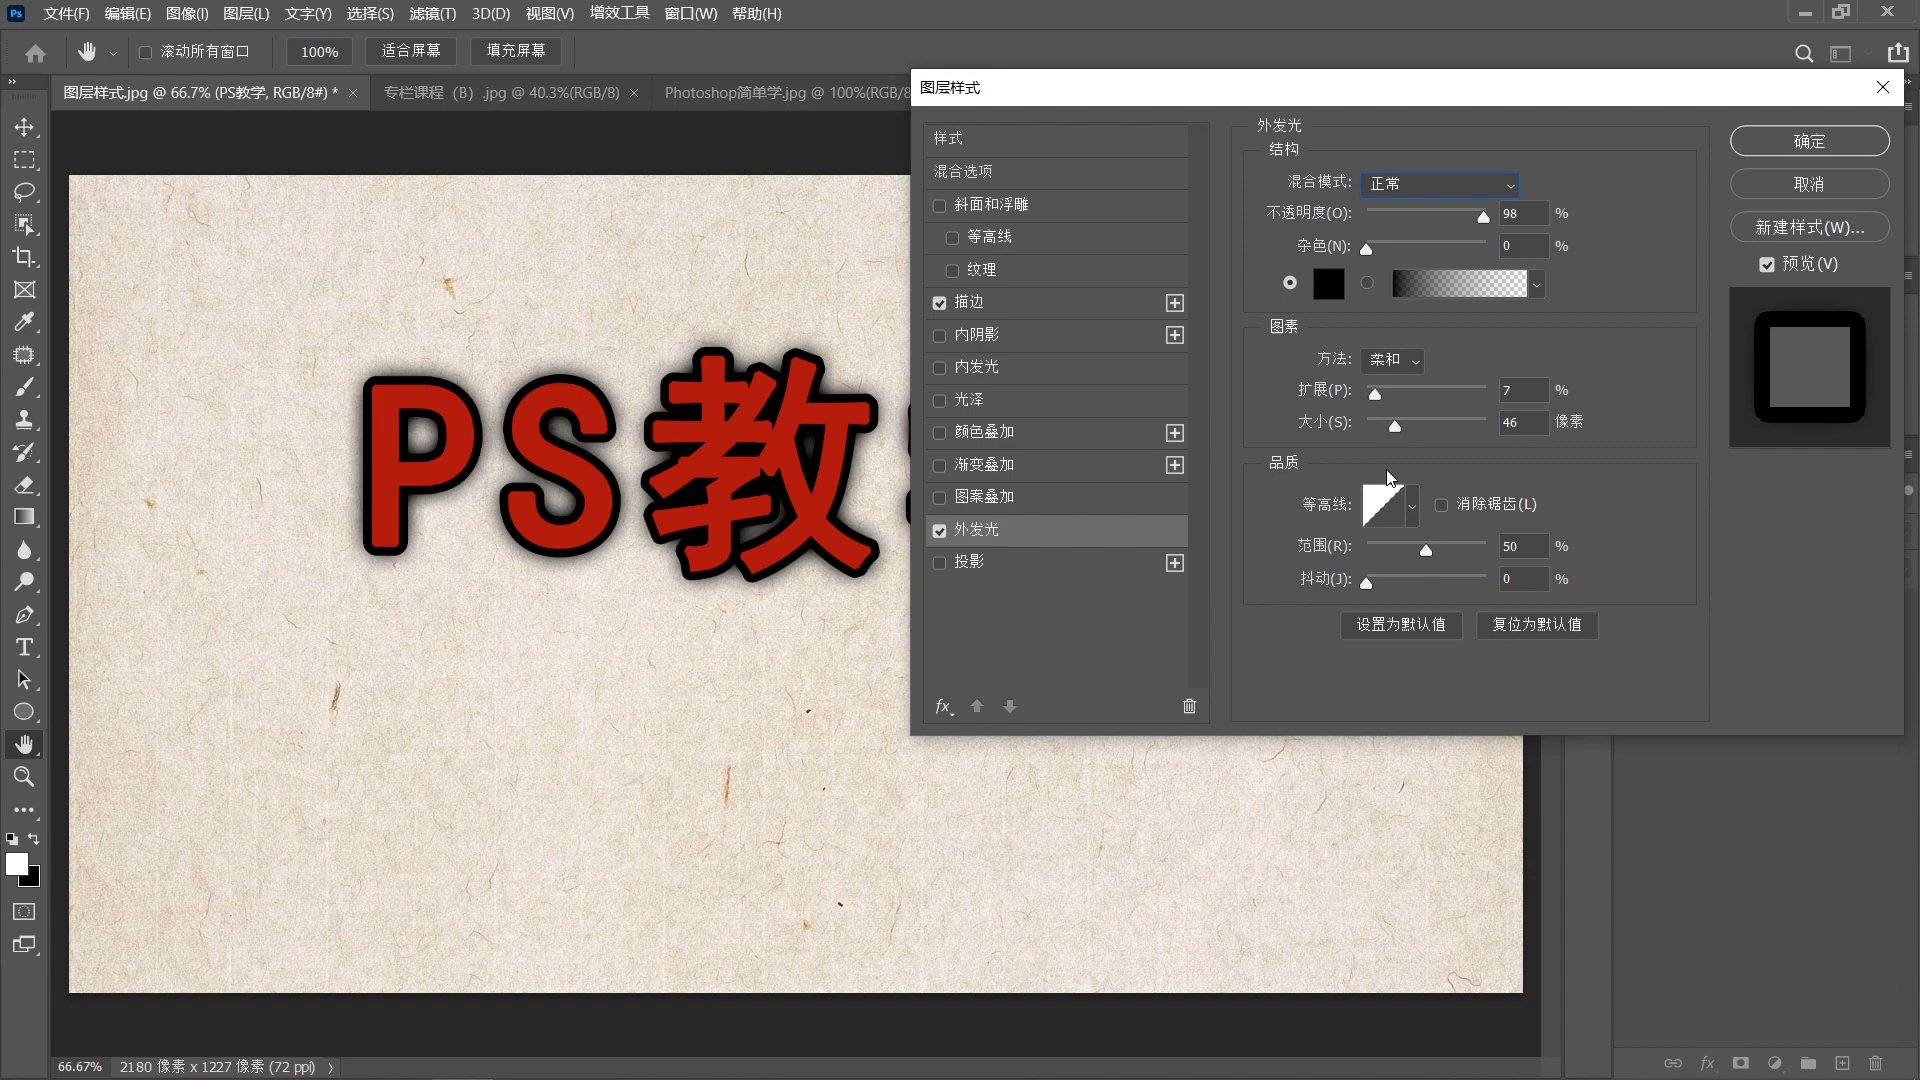 Ps 文件(F) 编辑(E) 图像(I) 图层(L) 文字(Y) 选择(S) 滤镜(T) 3D(D) 视图(V) 增效工具 窗口(W) 帮助(H)
滚动所有窗口 100% 适合屏幕 填充屏幕
图层样式.jpg @ 66.7% (PS教学, RGB/8#) * 专栏课程（B）.jpg @ 40.3%(RGB/8) Photoshop简单学.jpg @ 100%(RGB/8
PS教
图层样式
样式
混合选项
斜面和浮雕
等高线
纹理
描边
内阴影
内发光
光泽
颜色叠加
渐变叠加
图案叠加
外发光
投影
fx
外发光
结构
混合模式: 正常
不透明度(O): 98 %
杂色(N): 0 %
图素
方法: 柔和
扩展(P): 7 %
大小(S): 46 像素
品质
等高线: 消除锯齿(L)
范围(R): 50 %
抖动(J): 0 %
设置为默认值 复位为默认值
确定
取消
新建样式(W)...
预览(V)
66.67% 2180 像素 x 1227 像素 (72 ppi)
fx